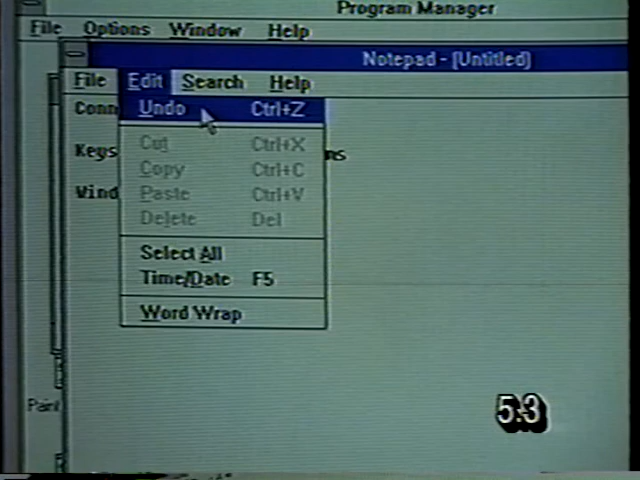 Program Manager
File Options Window Help
Notepad - [Untitled]
File Edit Search Help
Undo Ctrl+Z
Cut Ctrl+X
Copy Ctrl+C
Paste Ctrl+V
Delete Del
Select All
Time/Date F5
Word Wrap
Paint
5.3